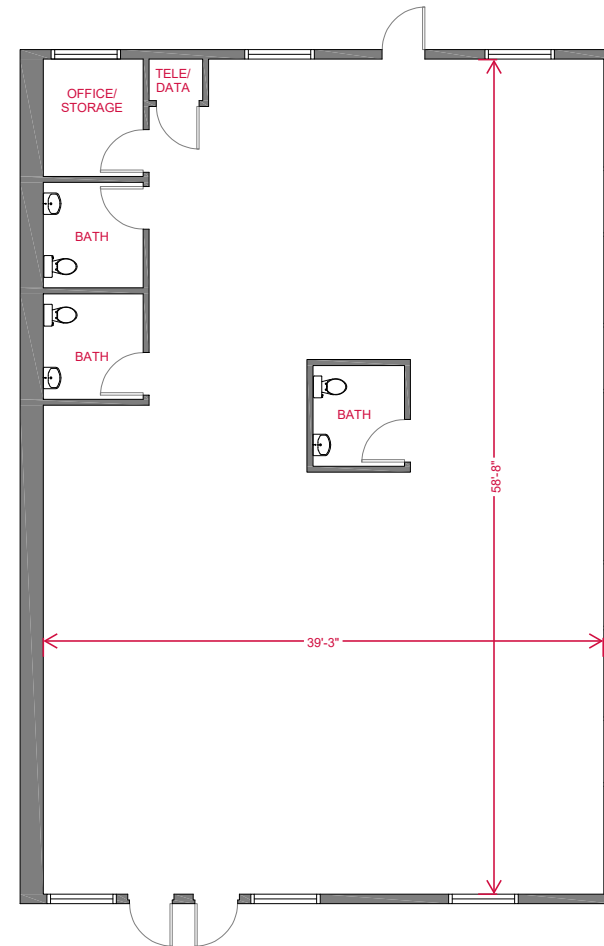 OFFICE/
STORAGE
TELE/
DATA
BATH
BATH
BATH
58'-8"
39'-3"